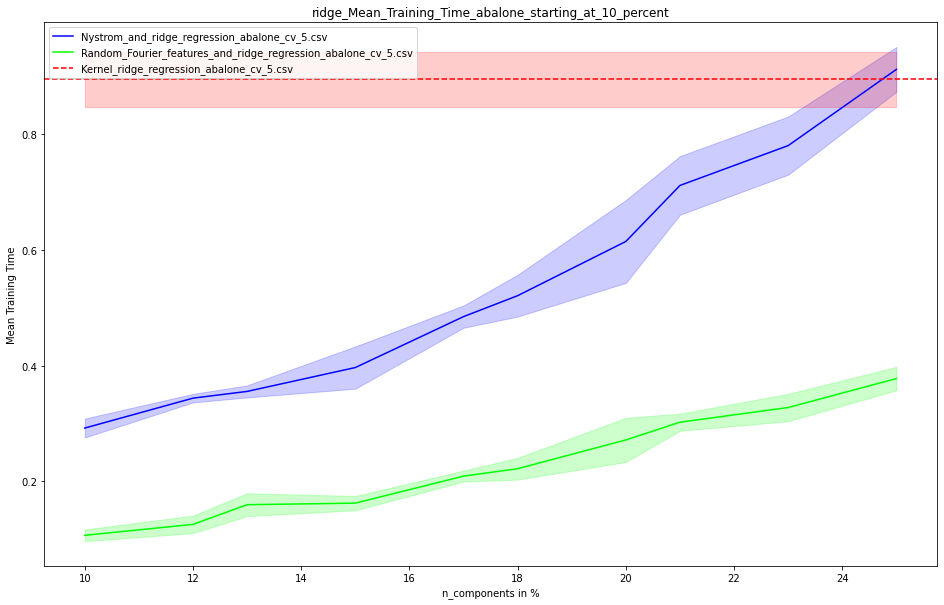 ridge_Mean_Training_Time_abalone_starting_at_10_percent
Nystrom_and_ridge_regression_abalone_cv_5.csv
Random_Fourier_features_and_ridge_regression_abalone_cv_5.csv
Kernel_ridge_regression_abalone_cv_5.csv
0.8
0.6
0.4
0.2
Mean Training Time
10 12 14 16 18 20 22 24
n_components in %